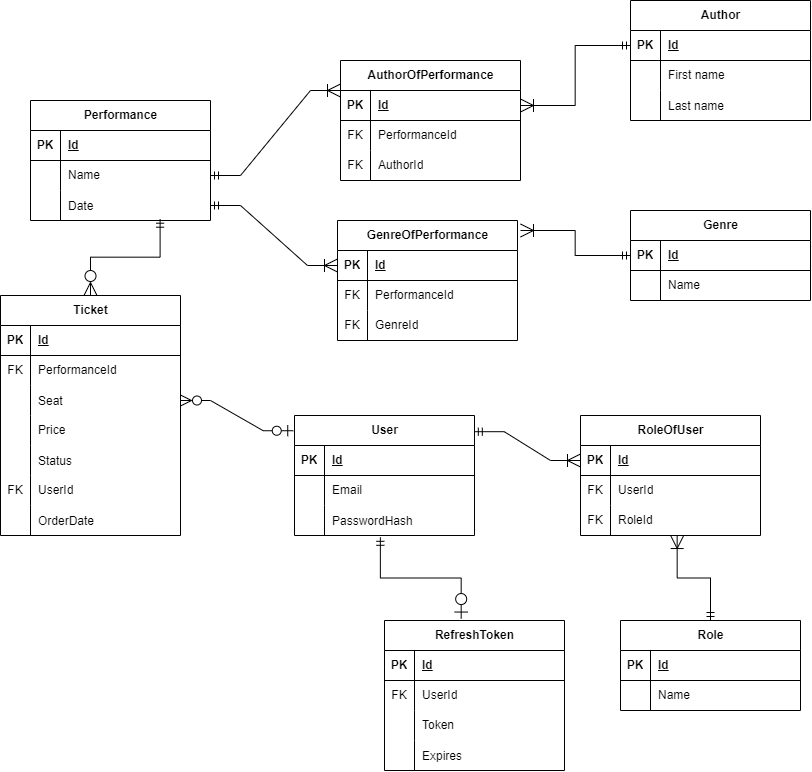 Author
PK Id
First name
Last name
AuthorOfPerformance
PK Id
FK PerformanceId
FK AuthorId
Performance
PK Id
Name
Date
GenreOfPerformance
PK Id
FK PerformanceId
FK GenreId
Genre
PK Id
Name
Ticket
PK Id
FK PerformanceId
Seat
Price
Status
FK UserId
OrderDate
User
PK Id
Email
PasswordHash
RoleOfUser
PK Id
FK UserId
FK RoleId
RefreshToken
PK Id
FK UserId
Token
Expires
Role
PK Id
Name